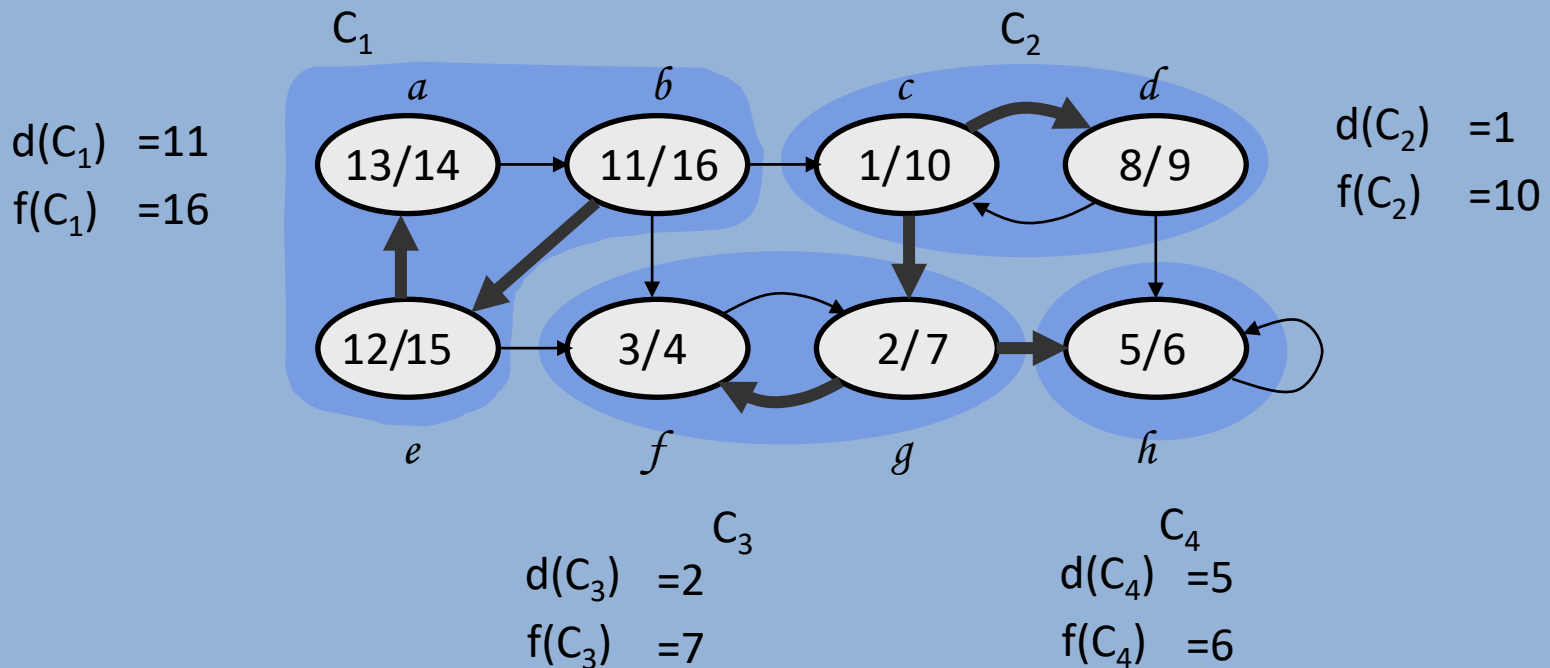 C₁ C₂
a b c d
d(C₁) =11 13/14 11/16 1/10 8/9 d(C₂) =1
f(C₁) =16 f(C₂) =10
12/15 3/4 2/7 5/6
e f g h
C₃ C₄
d(C₃) =2 d(C₄) =5
f(C₃) =7 f(C₄) =6